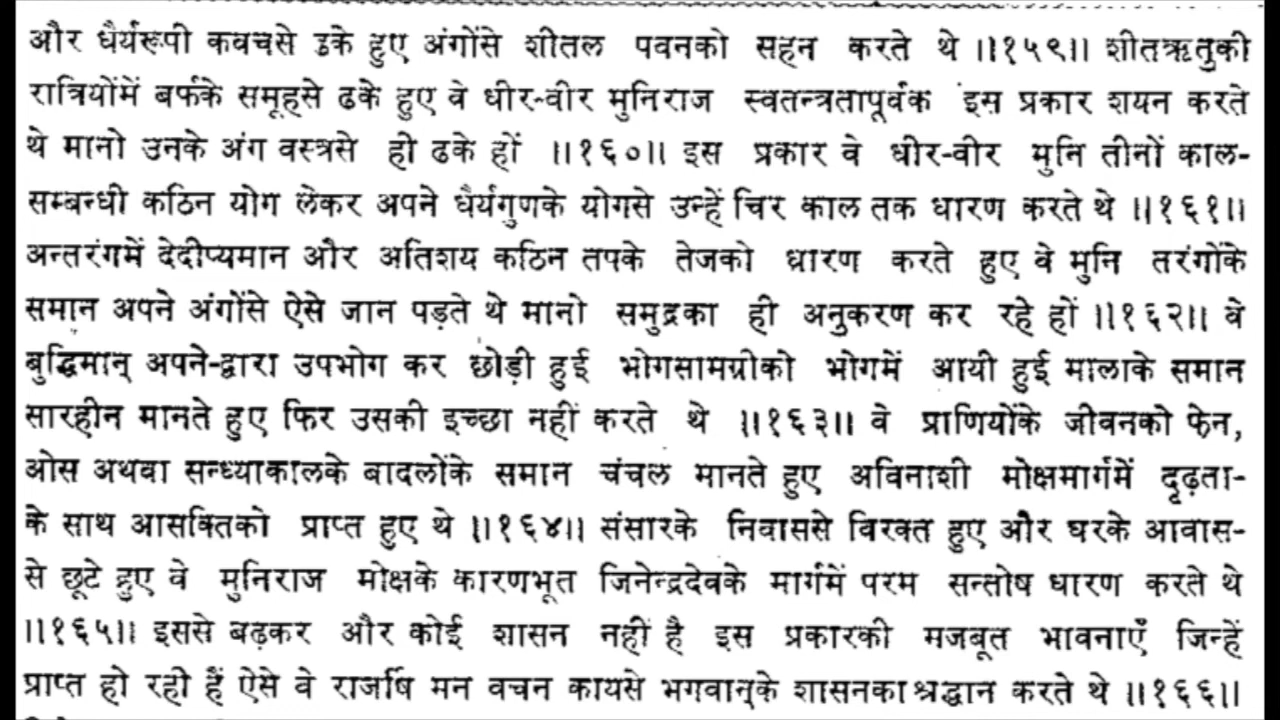 और धैर्यरूपी कवचसे ढके हुए अंगोंसे शीतल पवनको सहन करते थे ॥१५९॥ शीतऋतुकी
रात्रियोंमें बर्फके समूहसे ढके हुए वे धीर-वीर मुनिराज स्वतन्त्रतापूर्वक इस प्रकार शयन करते
थे मानो उनके अंग वस्त्रसे ही ढके हों ॥१६०॥ इस प्रकार वे धीर-वीर मुनि तीनों काल-
सम्बन्धी कठिन योग लेकर अपने धैर्यगुणके योगसे उन्हें चिर काल तक धारण करते थे ॥१६१॥
अन्तरंगमें देदीप्यमान और अतिशय कठिन तपके तेजको धारण करते हुए वे मुनि तरंगोंके
समान अपने अंगोंसे ऐसे जान पड़ते थे मानो समुद्रका ही अनुकरण कर रहे हों ॥१६२॥ वे
बुद्धिमान् अपने-द्वारा उपभोग कर छोड़ी हुई भोगसामग्रीको भोगमें आयी हुई मालाके समान
सारहीन मानते हुए फिर उसकी इच्छा नहीं करते थे ॥१६३॥ वे प्राणियोंके जीवनको फेन,
ओस अथवा सन्ध्याकालके बादलोंके समान चंचल मानते हुए अविनाशी मोक्षमार्गमें दृढ़ता-
के साथ आसक्तिको प्राप्त हुए थे ॥१६४॥ संसारके निवाससे विरक्त हुए और घरके आवास-
से छूटे हुए वे मुनिराज मोक्षके कारणभूत जिनेन्द्रदेवके मार्गमें परम सन्तोष धारण करते थे
॥१६५॥ इससे बढ़कर और कोई शासन नहीं है इस प्रकारकी मजबूत भावनाएँ जिन्हें
प्राप्त हो रही हैं ऐसे वे राजर्षि मन वचन कायसे भगवान्‌के शासनका श्रद्धान करते थे ॥१६६॥